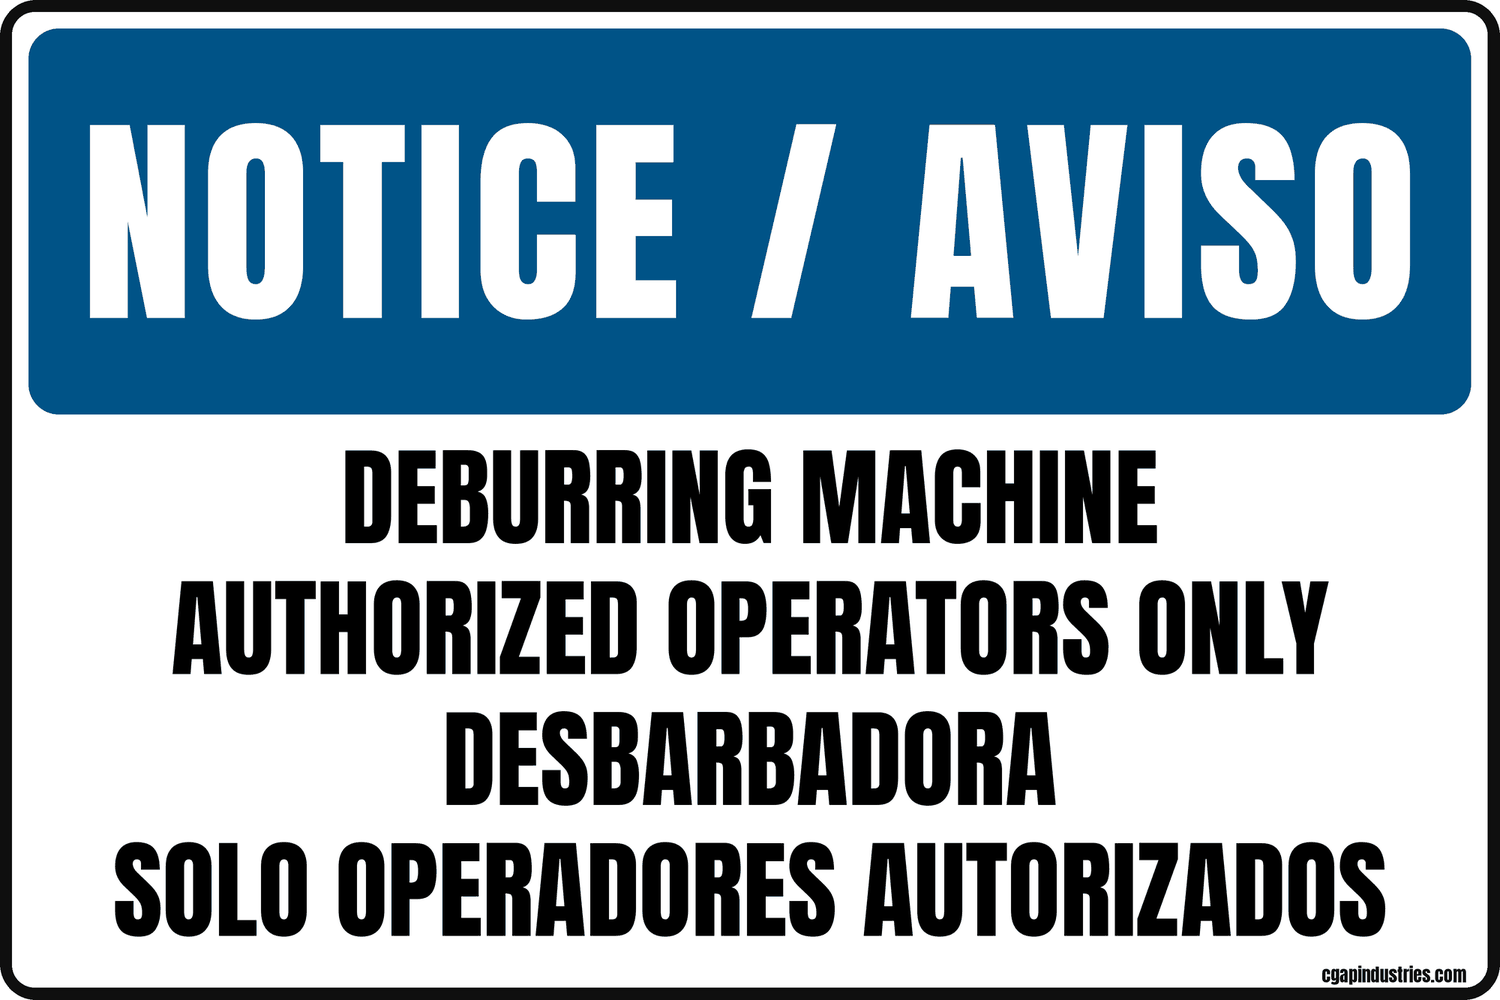 NOTICE / AVISO
DEBURRING MACHINE
AUTHORIZED OPERATORS ONLY
DESBARBADORA
SOLO OPERADORES AUTORIZADOS
cgapindustries.com